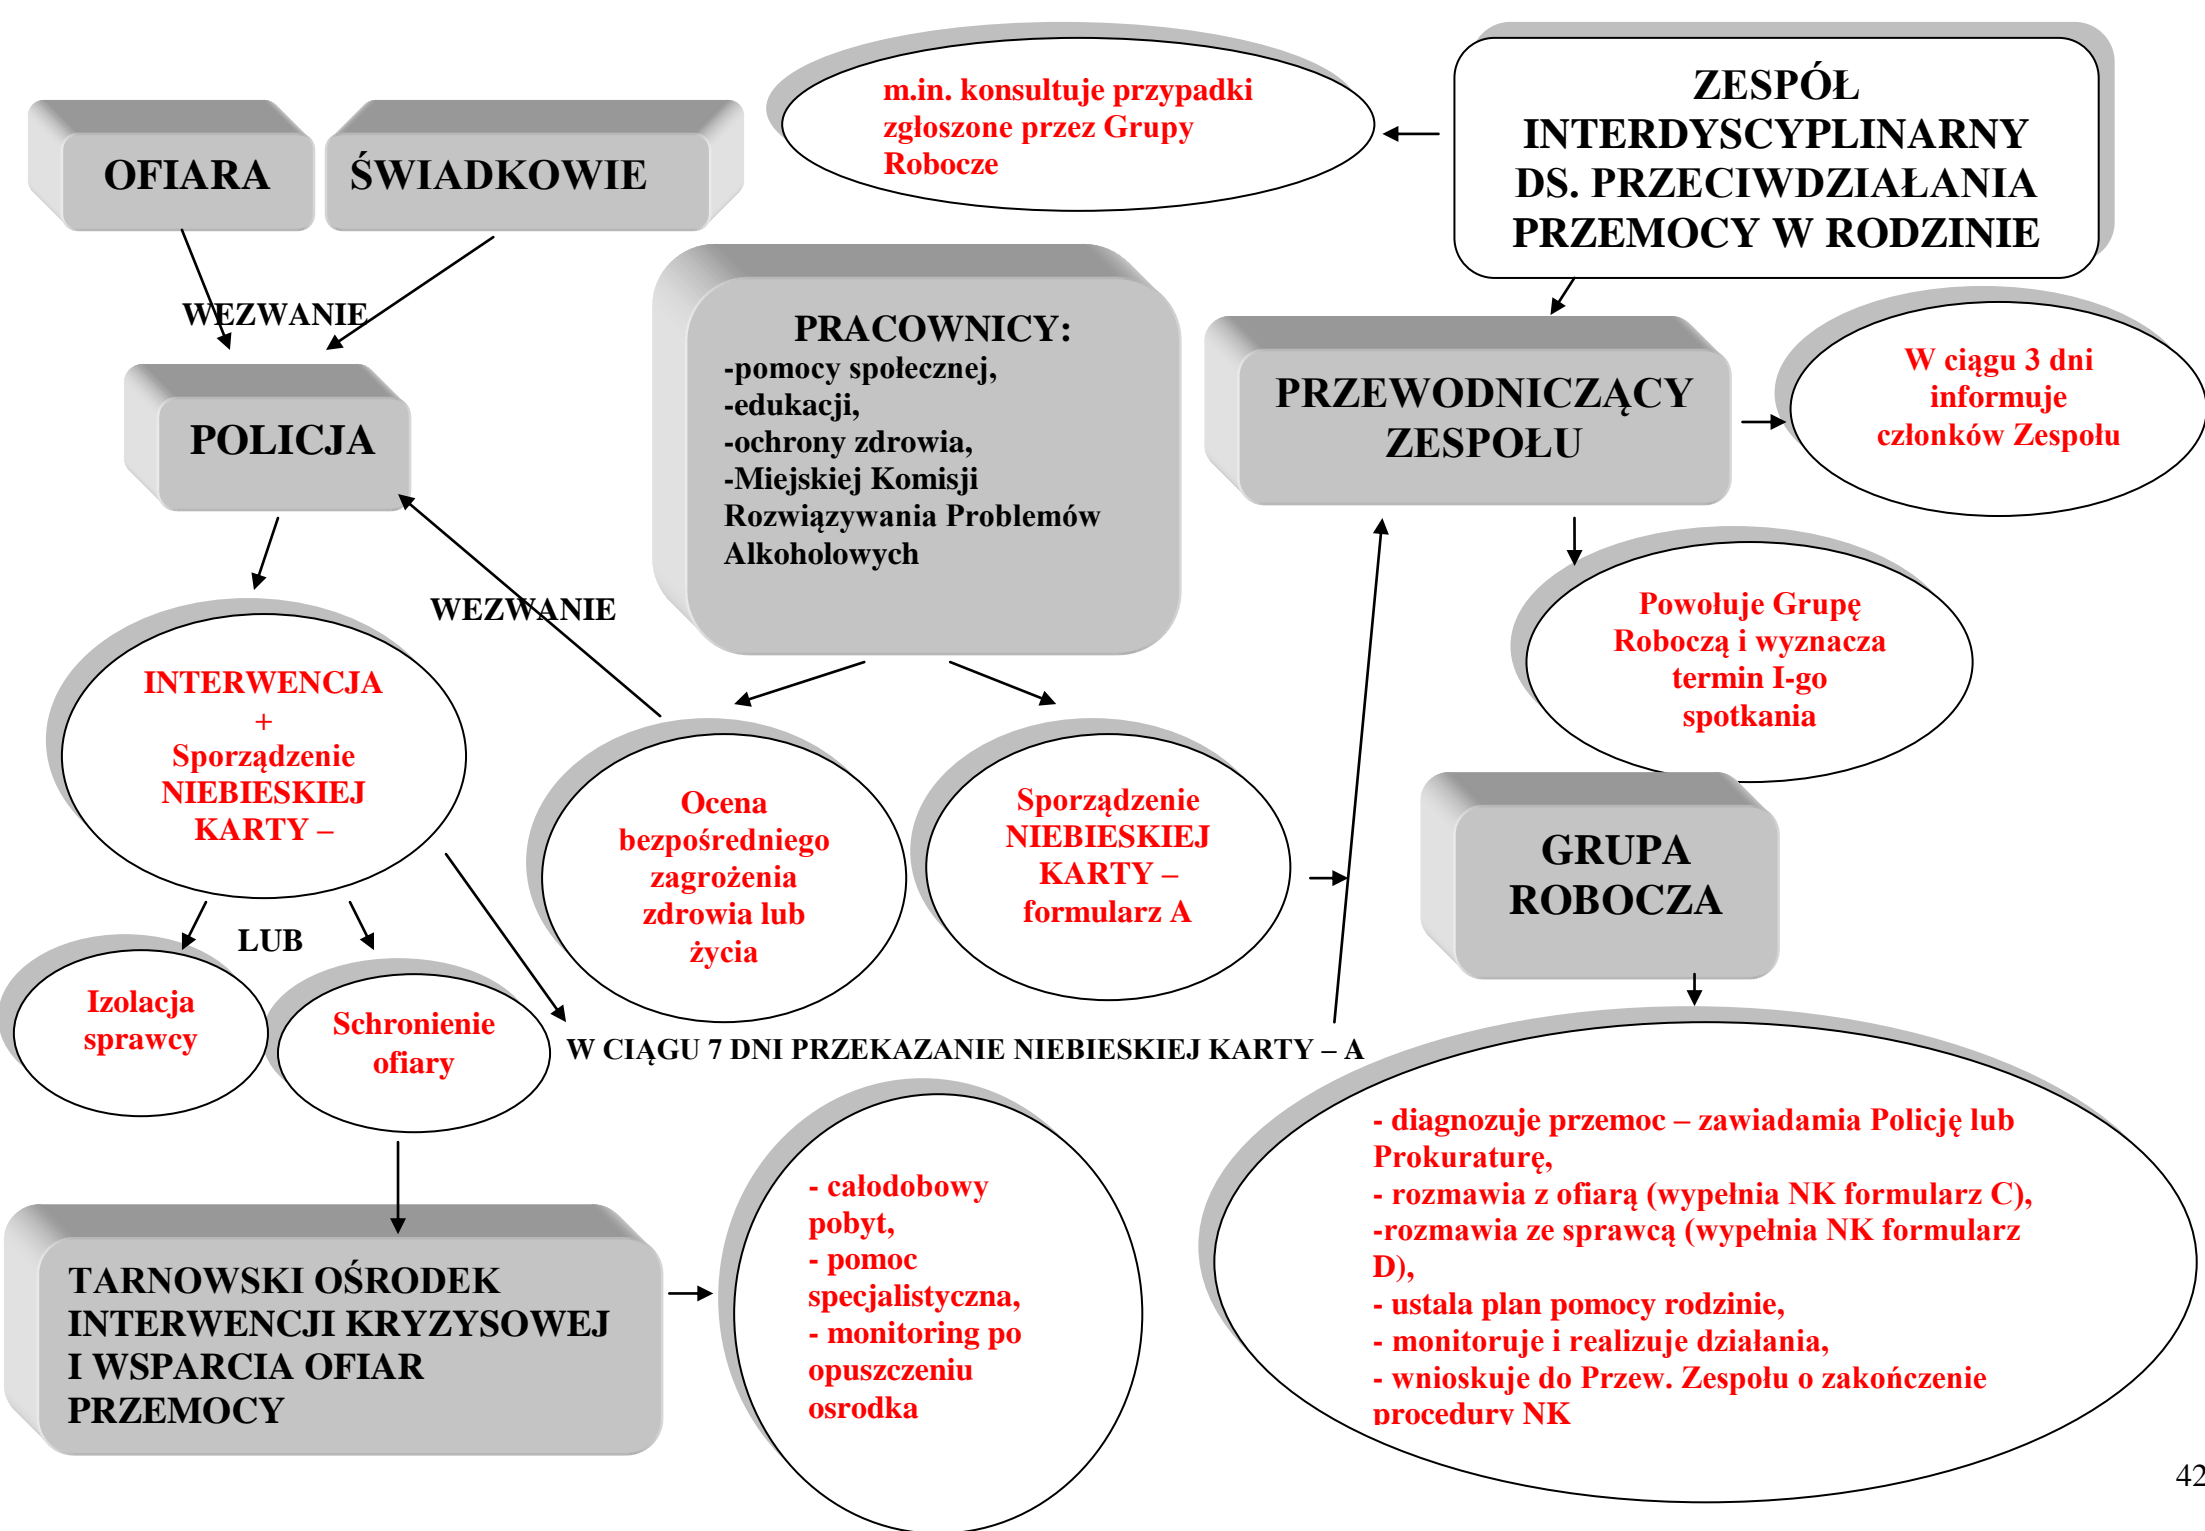 OFIARA
ŚWIADKOWIE
m.in. konsultuje przypadki
zgłoszone przez Grupy
Robocze
ZESPÓŁ
INTERDYSCYPLINARNY
DS. PRZECIWDZIAŁANIA
PRZEMOCY W RODZINIE
WEZWANIE
POLICJA
PRACOWNICY:
-pomocy społecznej,
-edukacji,
-ochrony zdrowia,
-Miejskiej Komisji
Rozwiązywania Problemów
Alkoholowych
PRZEWODNICZĄCY
ZESPOŁU
W ciągu 3 dni
informuje
członków Zespołu
WEZWANIE
Powołuje Grupę
Roboczą i wyznacza
termin I-go
spotkania
INTERWENCJA
+
Sporządzenie
NIEBIESKIEJ
KARTY –
Ocena
bezpośredniego
zagrożenia
zdrowia lub
życia
Sporządzenie
NIEBIESKIEJ
KARTY –
formularz A
GRUPA
ROBOCZA
LUB
Izolacja
sprawcy
Schronienie
ofiary
W CIĄGU 7 DNI PRZEKAZANIE NIEBIESKIEJ KARTY – A
TARNOWSKI OŚRODEK
INTERWENCJI KRYZYSOWEJ
I WSPARCIA OFIAR
PRZEMOCY
- całodobowy
pobyt,
- pomoc
specjalistyczna,
- monitoring po
opuszczeniu
osrodka
- diagnozuje przemoc – zawiadamia Policję lub
Prokuraturę,
- rozmawia z ofiarą (wypełnia NK formularz C),
-rozmawia ze sprawcą (wypełnia NK formularz
D),
- ustala plan pomocy rodzinie,
- monitoruje i realizuje działania,
- wnioskuje do Przew. Zespołu o zakończenie
procedury NK
42